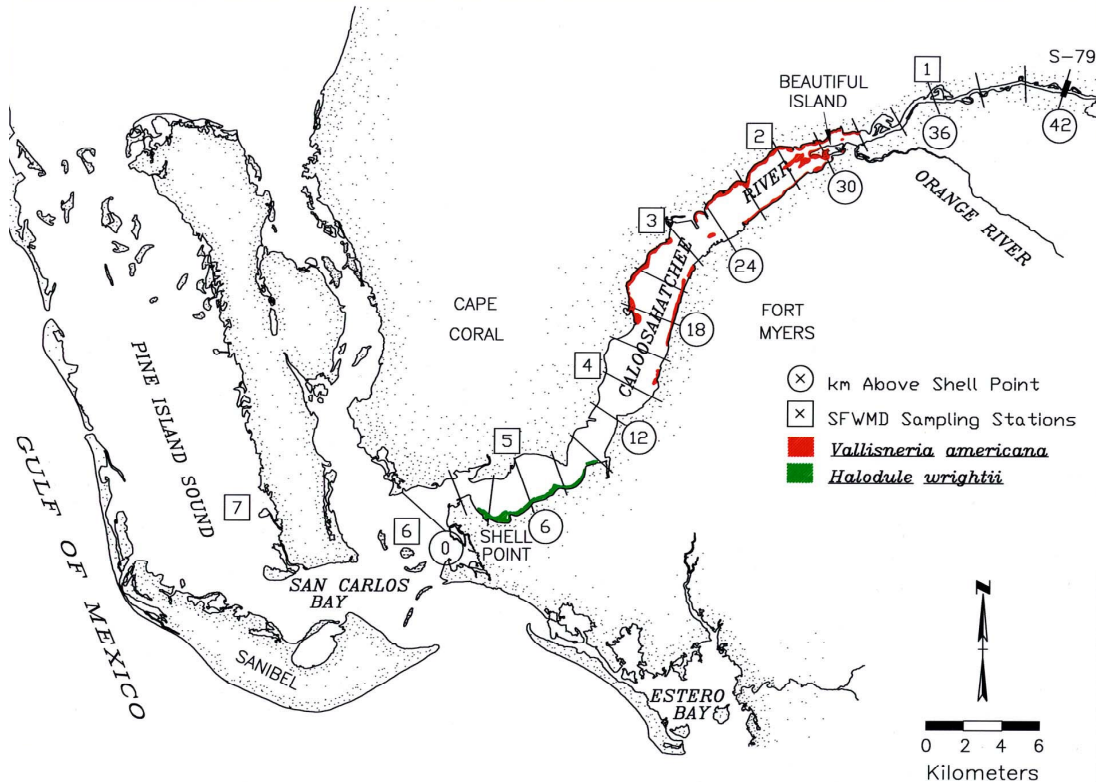 S-79
1
BEAUTIFUL
ISLAND
36
42
2
RIVER
30
ORANGE RIVER
3
24
CALOOSAHATCHEE
CAPE
CORAL
FORT
MYERS
18
PINE ISLAND SOUND
4
12
5
6
SHELL
POINT
7
6
0
GULF OF MEXICO
SAN CARLOS
BAY
SANIBEL
ESTERO
BAY
× km Above Shell Point
× SFWMD Sampling Stations
Vallisneria americana
Halodule wrightii
N
0 2 4 6
Kilometers